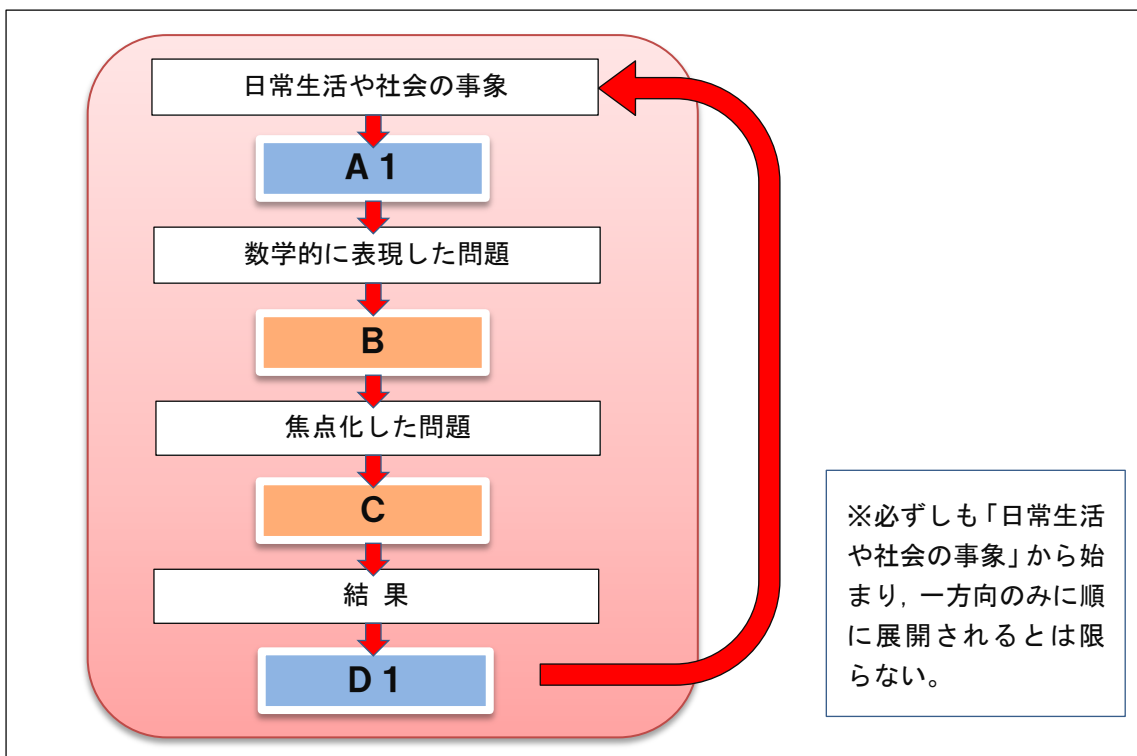 日常生活や社会の事象
A 1
数学的に表現した問題
B
焦点化した問題
C
結 果
D 1
※必ずしも「日常生活
や社会の事象」から始
まり，一方向のみに順
に展開されるとは限
らない。